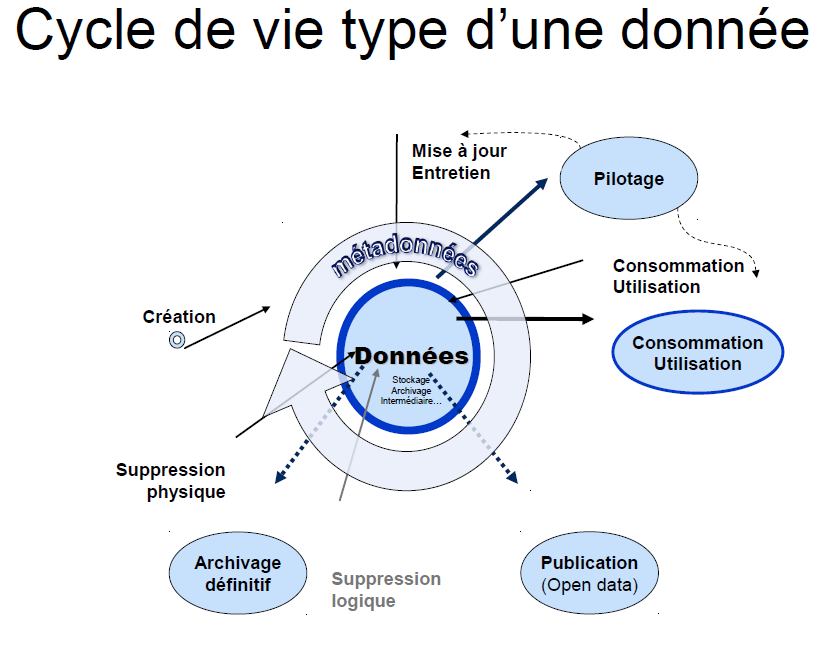 Cycle de vie type d’une donnée
Mise à jour
Entretien
Pilotage
métadonnées
Consommation
Utilisation
Création
Consommation
Utilisation
Données
Stockage
Archivage
Intermédiaire…
Suppression
physique
Archivage
définitif
Suppression
logique
Publication
(Open data)